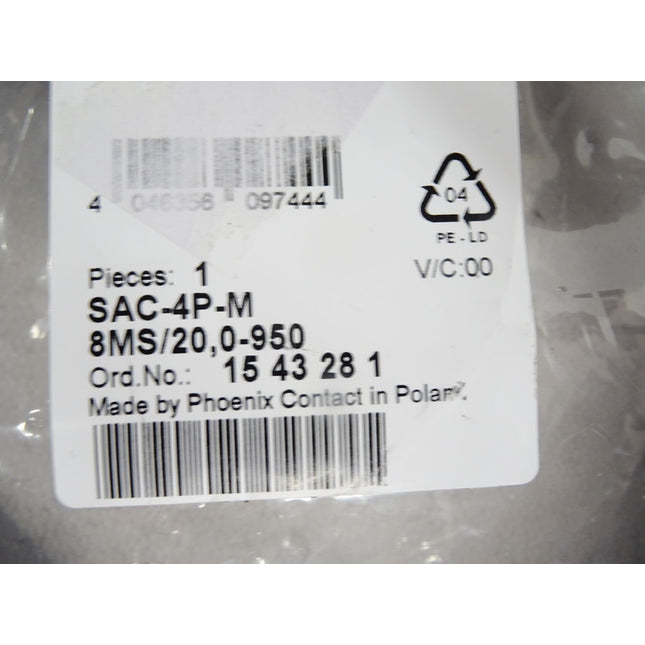 4 046356 097444
04
PE-LD
V/C:00
Pieces: 1
SAC-4P-M
8MS/20,0-950
Ord.No.: 15 43 28 1
Made by Phoenix Contact in Poland